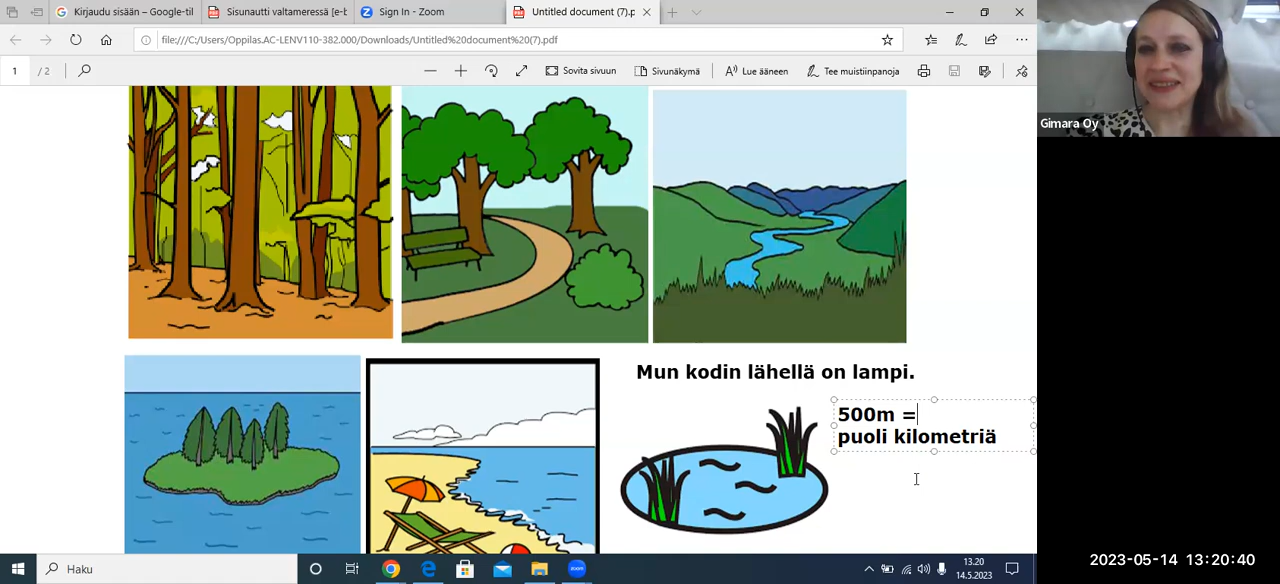 Kirjaudu sisään – Google-til
Sisunautti valtameressä [e-b
Sign In - Zoom
Untitled document (7).p
file:///C:/Users/Oppilas.AC-LENV110-382.000/Downloads/Untitled%20document%20(7).pdf
1 / 2
Sovita sivuun
Sivunäkymä
Lue ääneen
Tee muistiinpanoja
Gimara Oy
Mun kodin lähellä on lampi.
500m =
puoli kilometriä
Haku
zoom
13.20
14.5.2023
2023-05-14 13:20:40